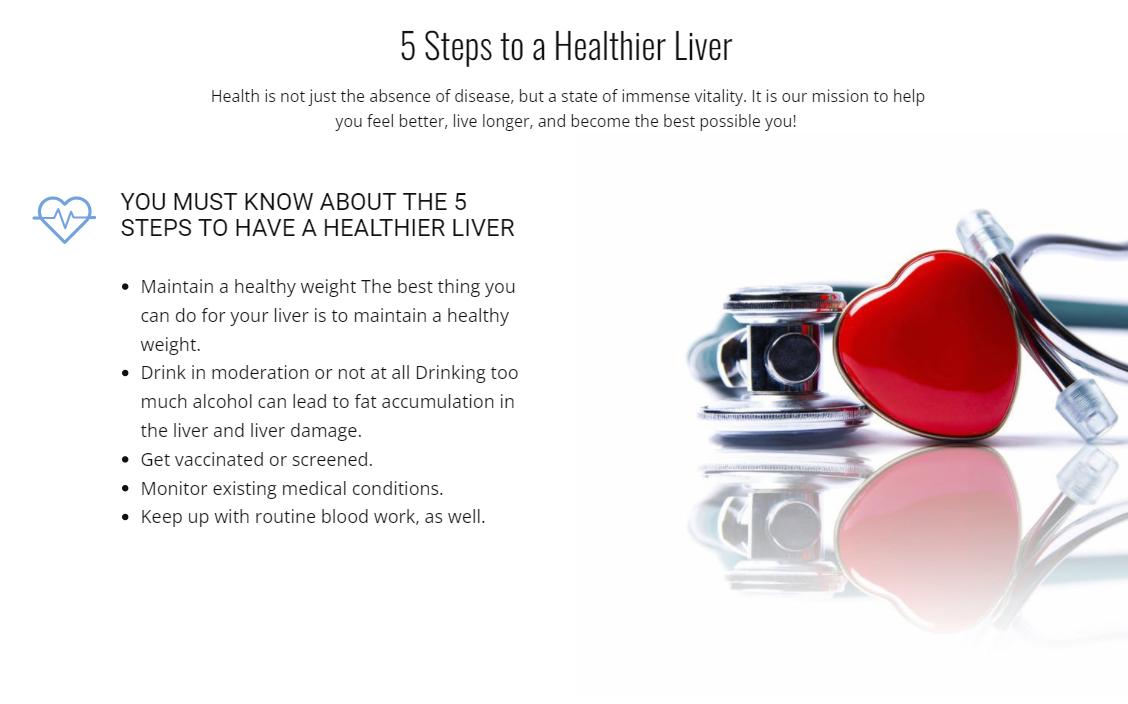 5 Steps to a Healthier Liver
Health is not just the absence of disease, but a state of immense vitality. It is our mission to help
you feel better, live longer, and become the best possible you!
YOU MUST KNOW ABOUT THE 5
STEPS TO HAVE A HEALTHIER LIVER
• Maintain a healthy weight The best thing you
can do for your liver is to maintain a healthy
weight.
• Drink in moderation or not at all Drinking too
much alcohol can lead to fat accumulation in
the liver and liver damage.
• Get vaccinated or screened.
• Monitor existing medical conditions.
• Keep up with routine blood work, as well.